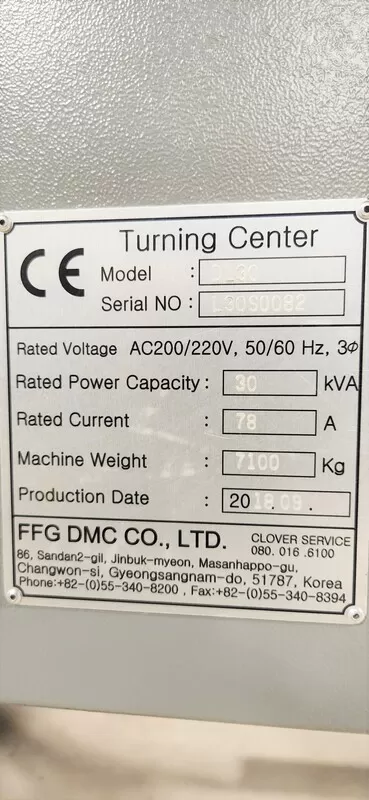 CE
Turning Center
Model : DL30
Serial NO : L30S0082
Rated Voltage AC200/220V, 50/60 Hz, 3Φ
Rated Power Capacity : 30 kVA
Rated Current : 78 A
Machine Weight : 7100 Kg
Production Date : 2018.09.
FFG DMC CO., LTD.
CLOVER SERVICE
080. 016 .6100
86, Sandan2-gil, Jinbuk-myeon, Masanhappo-gu,
Changwon-si, Gyeongsangnam-do, 51787, Korea
Phone:+82-(0)55-340-8200 , Fax:+82-(0)55-340-8394